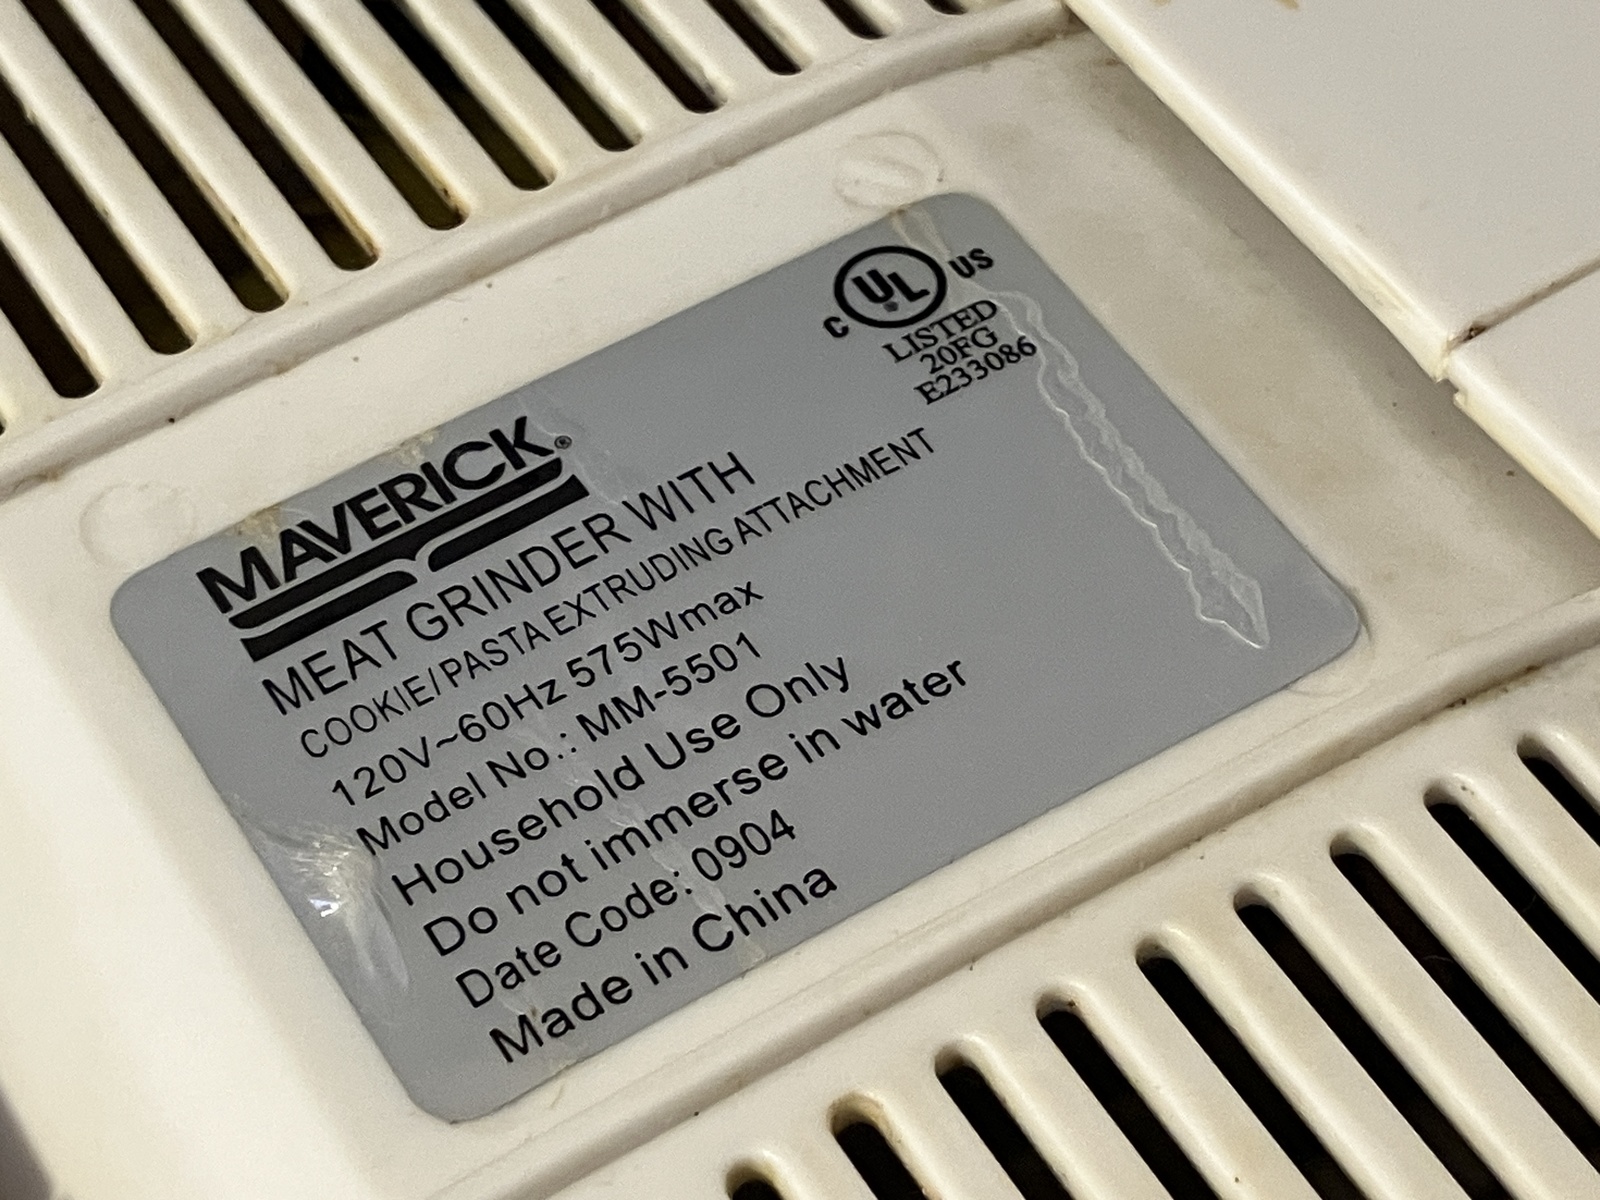 C UL US
LISTED
20FG
E233086
MAVERICK®
MEAT GRINDER WITH
COOKIE/PASTA EXTRUDING ATTACHMENT
120V~60Hz 575Wmax
Model No.: MM-5501
Household Use Only
Do not immerse in water
Date Code: 0904
Made in China